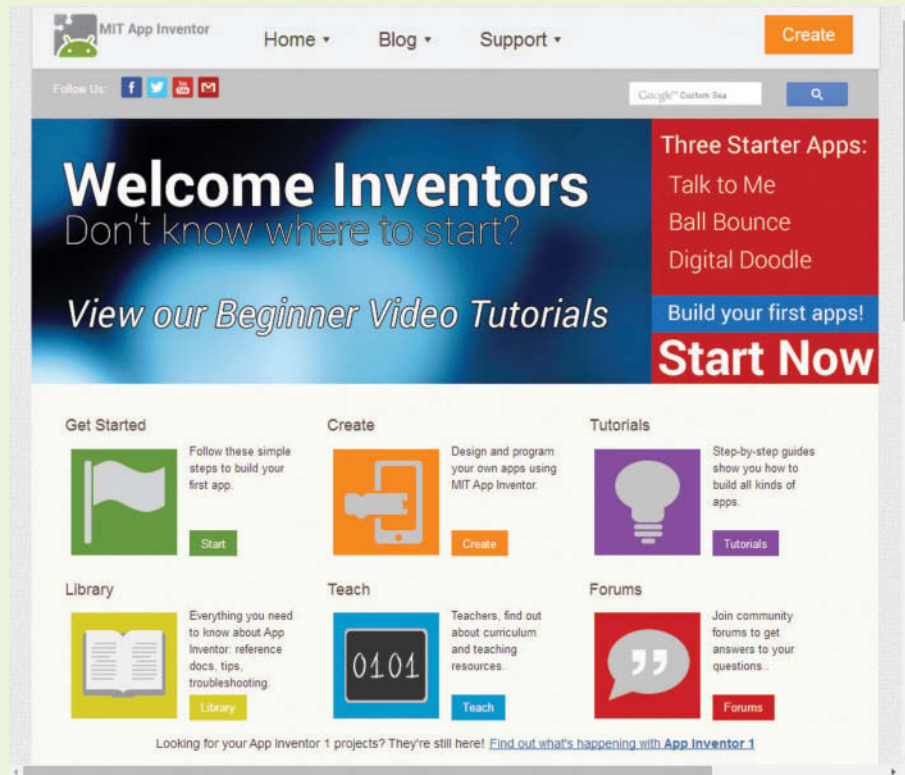 MIT App Inventor
Home
Blog
Support
Create
Follow Us:
f
You
Tube
M
Google™ Custom Sea
Welcome Inventors
Don't know where to start?
View our Beginner Video Tutorials
Three Starter Apps:
Talk to Me
Ball Bounce
Digital Doodle
Build your first apps!
Start Now
Get Started
Follow these simple
steps to build your
first app.
Start
Create
Design and program
your own apps using
MIT App Inventor.
Create
Tutorials
Step-by-step guides
show you how to
build all kinds of
apps.
Tutorials
Library
Everything you need
to know about App
Inventor: reference
docs, tips,
troubleshooting.
Library
Teach
0101
Teachers, find out
about curriculum
and teaching
resources.
Teach
Forums
Join community
forums to get
answers to your
questions..
Forums
Looking for your App Inventor 1 projects? They're still here! Find out what's happening with App Inventor 1